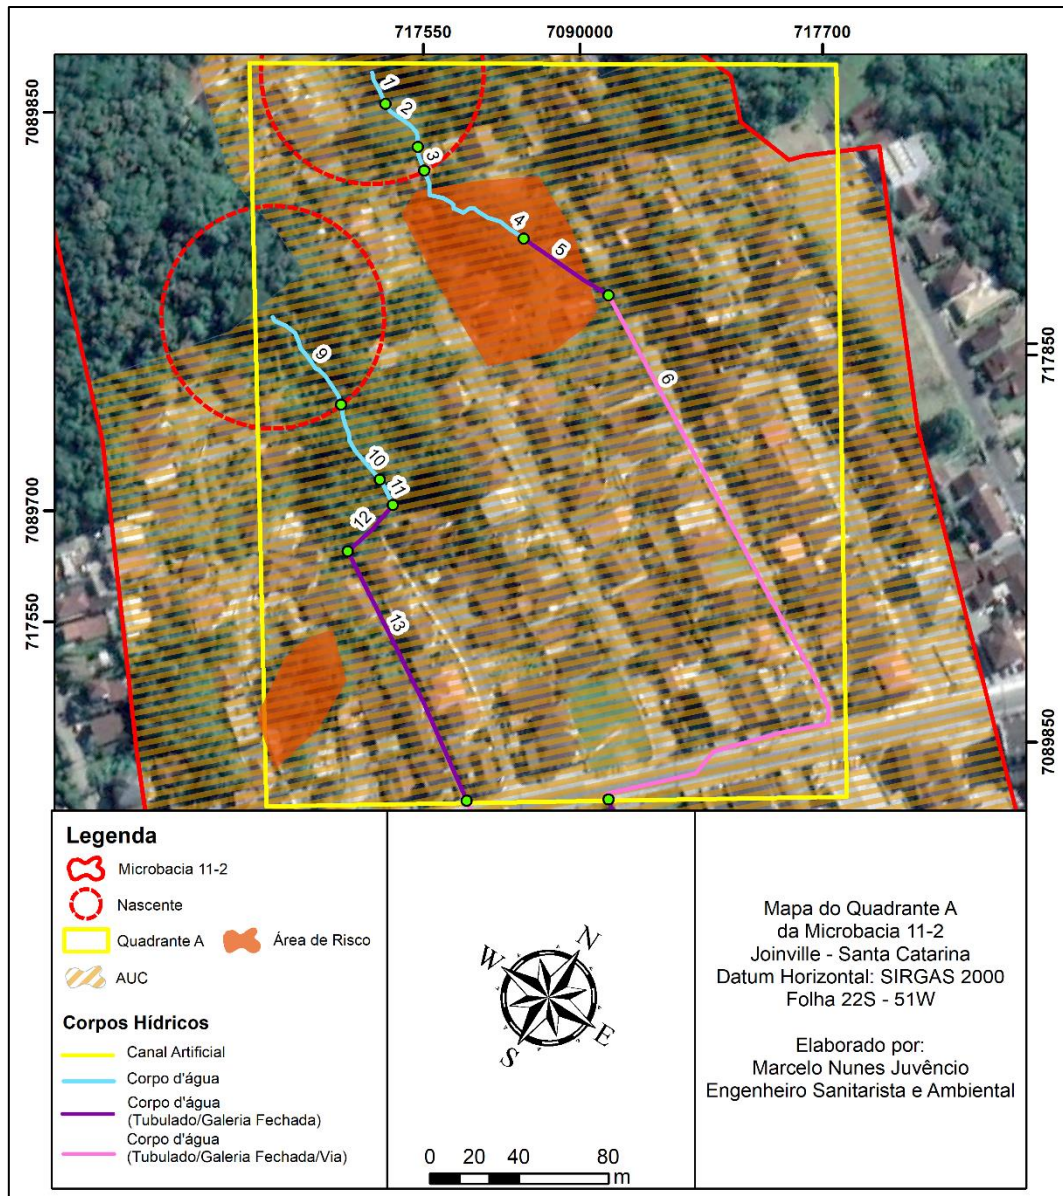 717550
7090000
717700
7089850
717850
7089700
717550
7089850
1
2
3
4
5
6
9
10
11
12
13
Legenda
Microbacia 11-2
Nascente
Quadrante A
Área de Risco
AUC
Corpos Hídricos
Canal Artificial
Corpo d'água
Corpo d'água
(Tubulado/Galeria Fechada)
Corpo d'água
(Tubulado/Galeria Fechada/Via)
N
W
E
S
0 20 40 80
m
Mapa do Quadrante A
da Microbacia 11-2
Joinville - Santa Catarina
Datum Horizontal: SIRGAS 2000
Folha 22S - 51W
Elaborado por:
Marcelo Nunes Juvêncio
Engenheiro Sanitarista e Ambiental